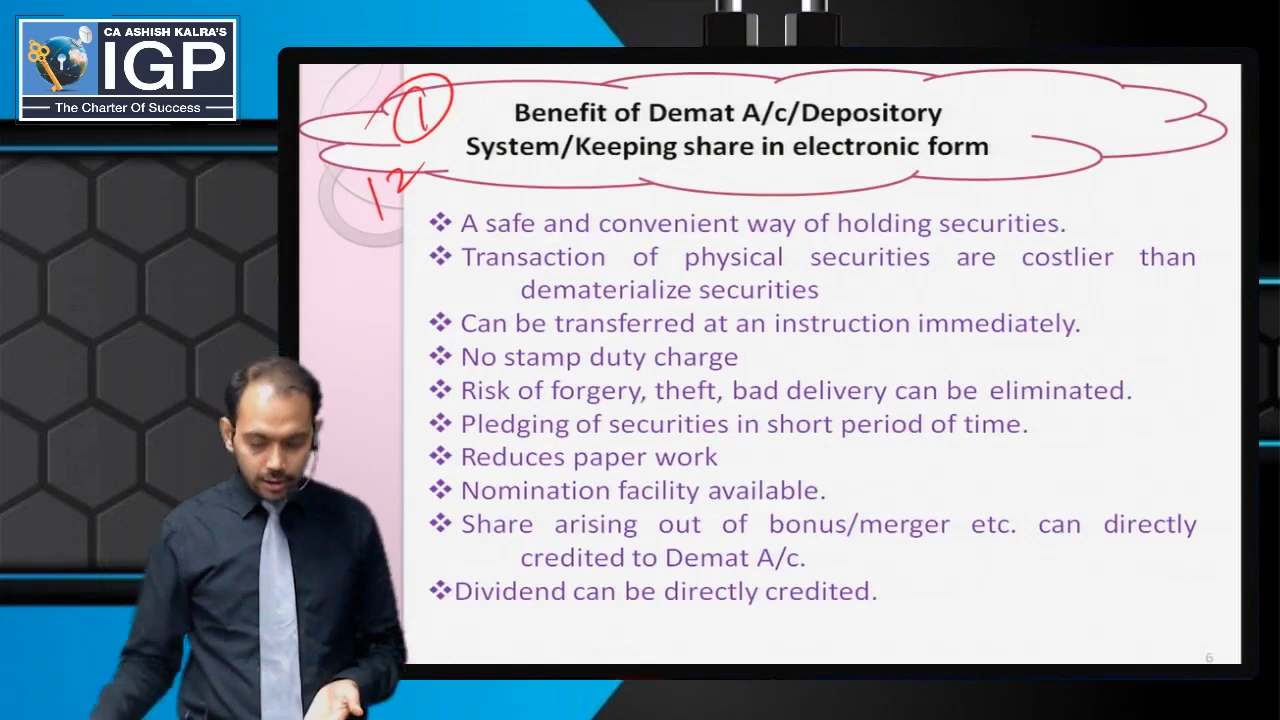 CA ASHISH KALRA'S
IGP
The Charter Of Success
1
Benefit of Demat A/c/Depository
System/Keeping share in electronic form
12
❖ A safe and convenient way of holding securities.
❖ Transaction of physical securities are costlier than
dematerialize securities
❖ Can be transferred at an instruction immediately.
❖ No stamp duty charge
❖ Risk of forgery, theft, bad delivery can be eliminated.
❖ Pledging of securities in short period of time.
❖ Reduces paper work
❖ Nomination facility available.
❖ Share arising out of bonus/merger etc. can directly
credited to Demat A/c.
❖Dividend can be directly credited.
6